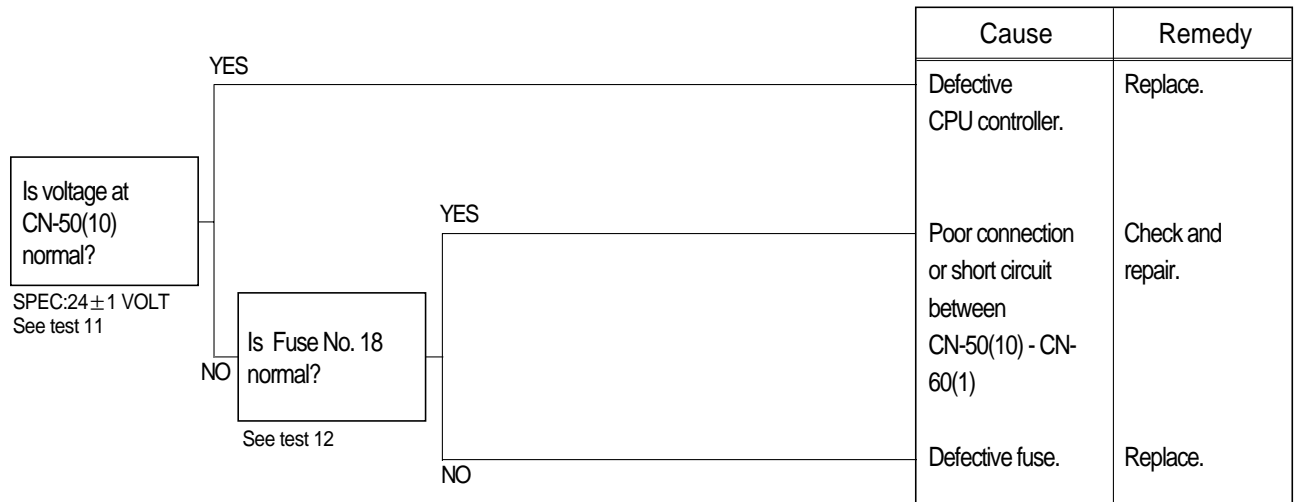 Cause Remedy
YES
Defective Replace.
CPU controller.
Is voltage at
CN-50(10)
normal?
SPEC:24±1 VOLT
See test 11
YES
Poor connection Check and
or short circuit repair.
between
CN-50(10) - CN-
60(1)
NO
Is Fuse No. 18
normal?
See test 12
NO
Defective fuse. Replace.